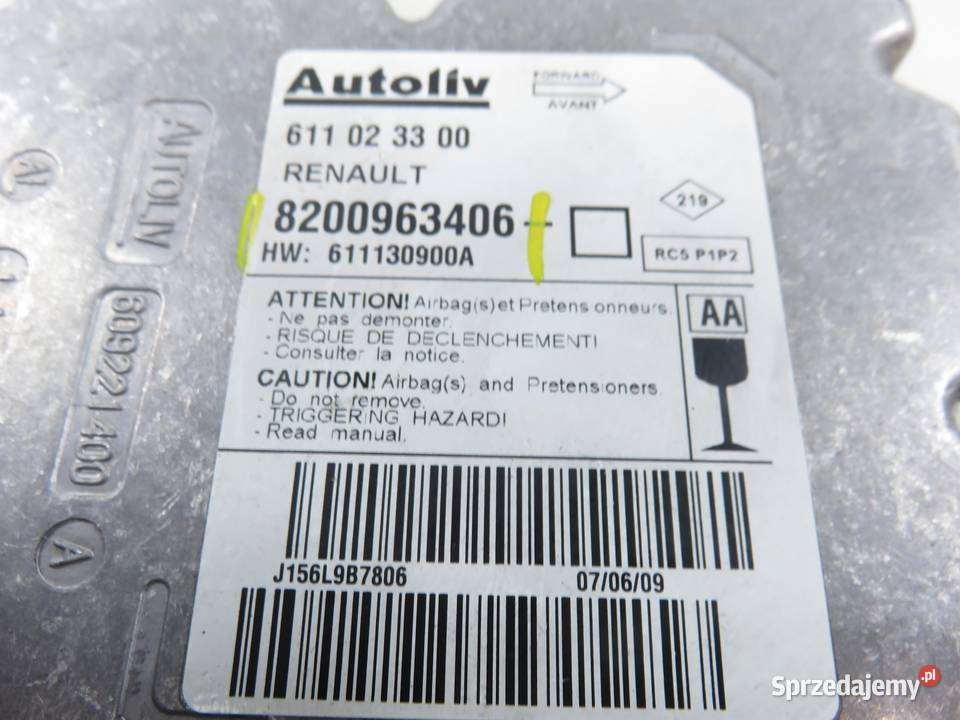 Autoliv
FORWARD
AVANT
611 02 33 00
RENAULT
219
8200963406-
HW: 611130900A
RC5 P1P2
ATTENTION! Airbag(s) et Pretens onneurs.
- Ne pas demonter.
- RISQUE DE DECLENCHEMENT!
- Consulter la notice.
AA
CAUTION! Airbag(s) and Pretensioners.
- Do not remove.
- TRIGGERING HAZARD!
- Read manual.
J156L9B7806
07/06/09
AUTOLIV
609221400
A
Sprzedajemy.pl